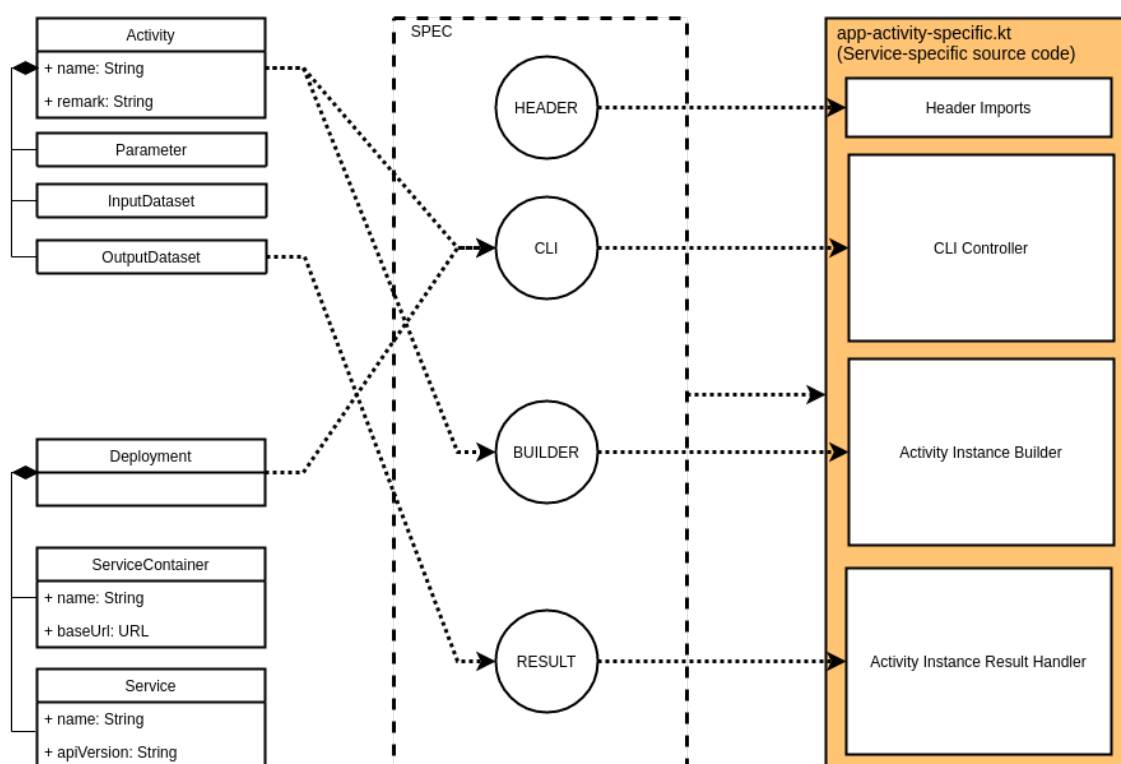 Activity
+ name: String
+ remark: String
Parameter
InputDataset
OutputDataset
Deployment
ServiceContainer
+ name: String
+ baseUrl: URL
Service
+ name: String
+ apiVersion: String
SPEC
HEADER
CLI
BUILDER
RESULT
app-activity-specific.kt
(Service-specific source code)
Header Imports
CLI Controller
Activity Instance Builder
Activity Instance Result Handler